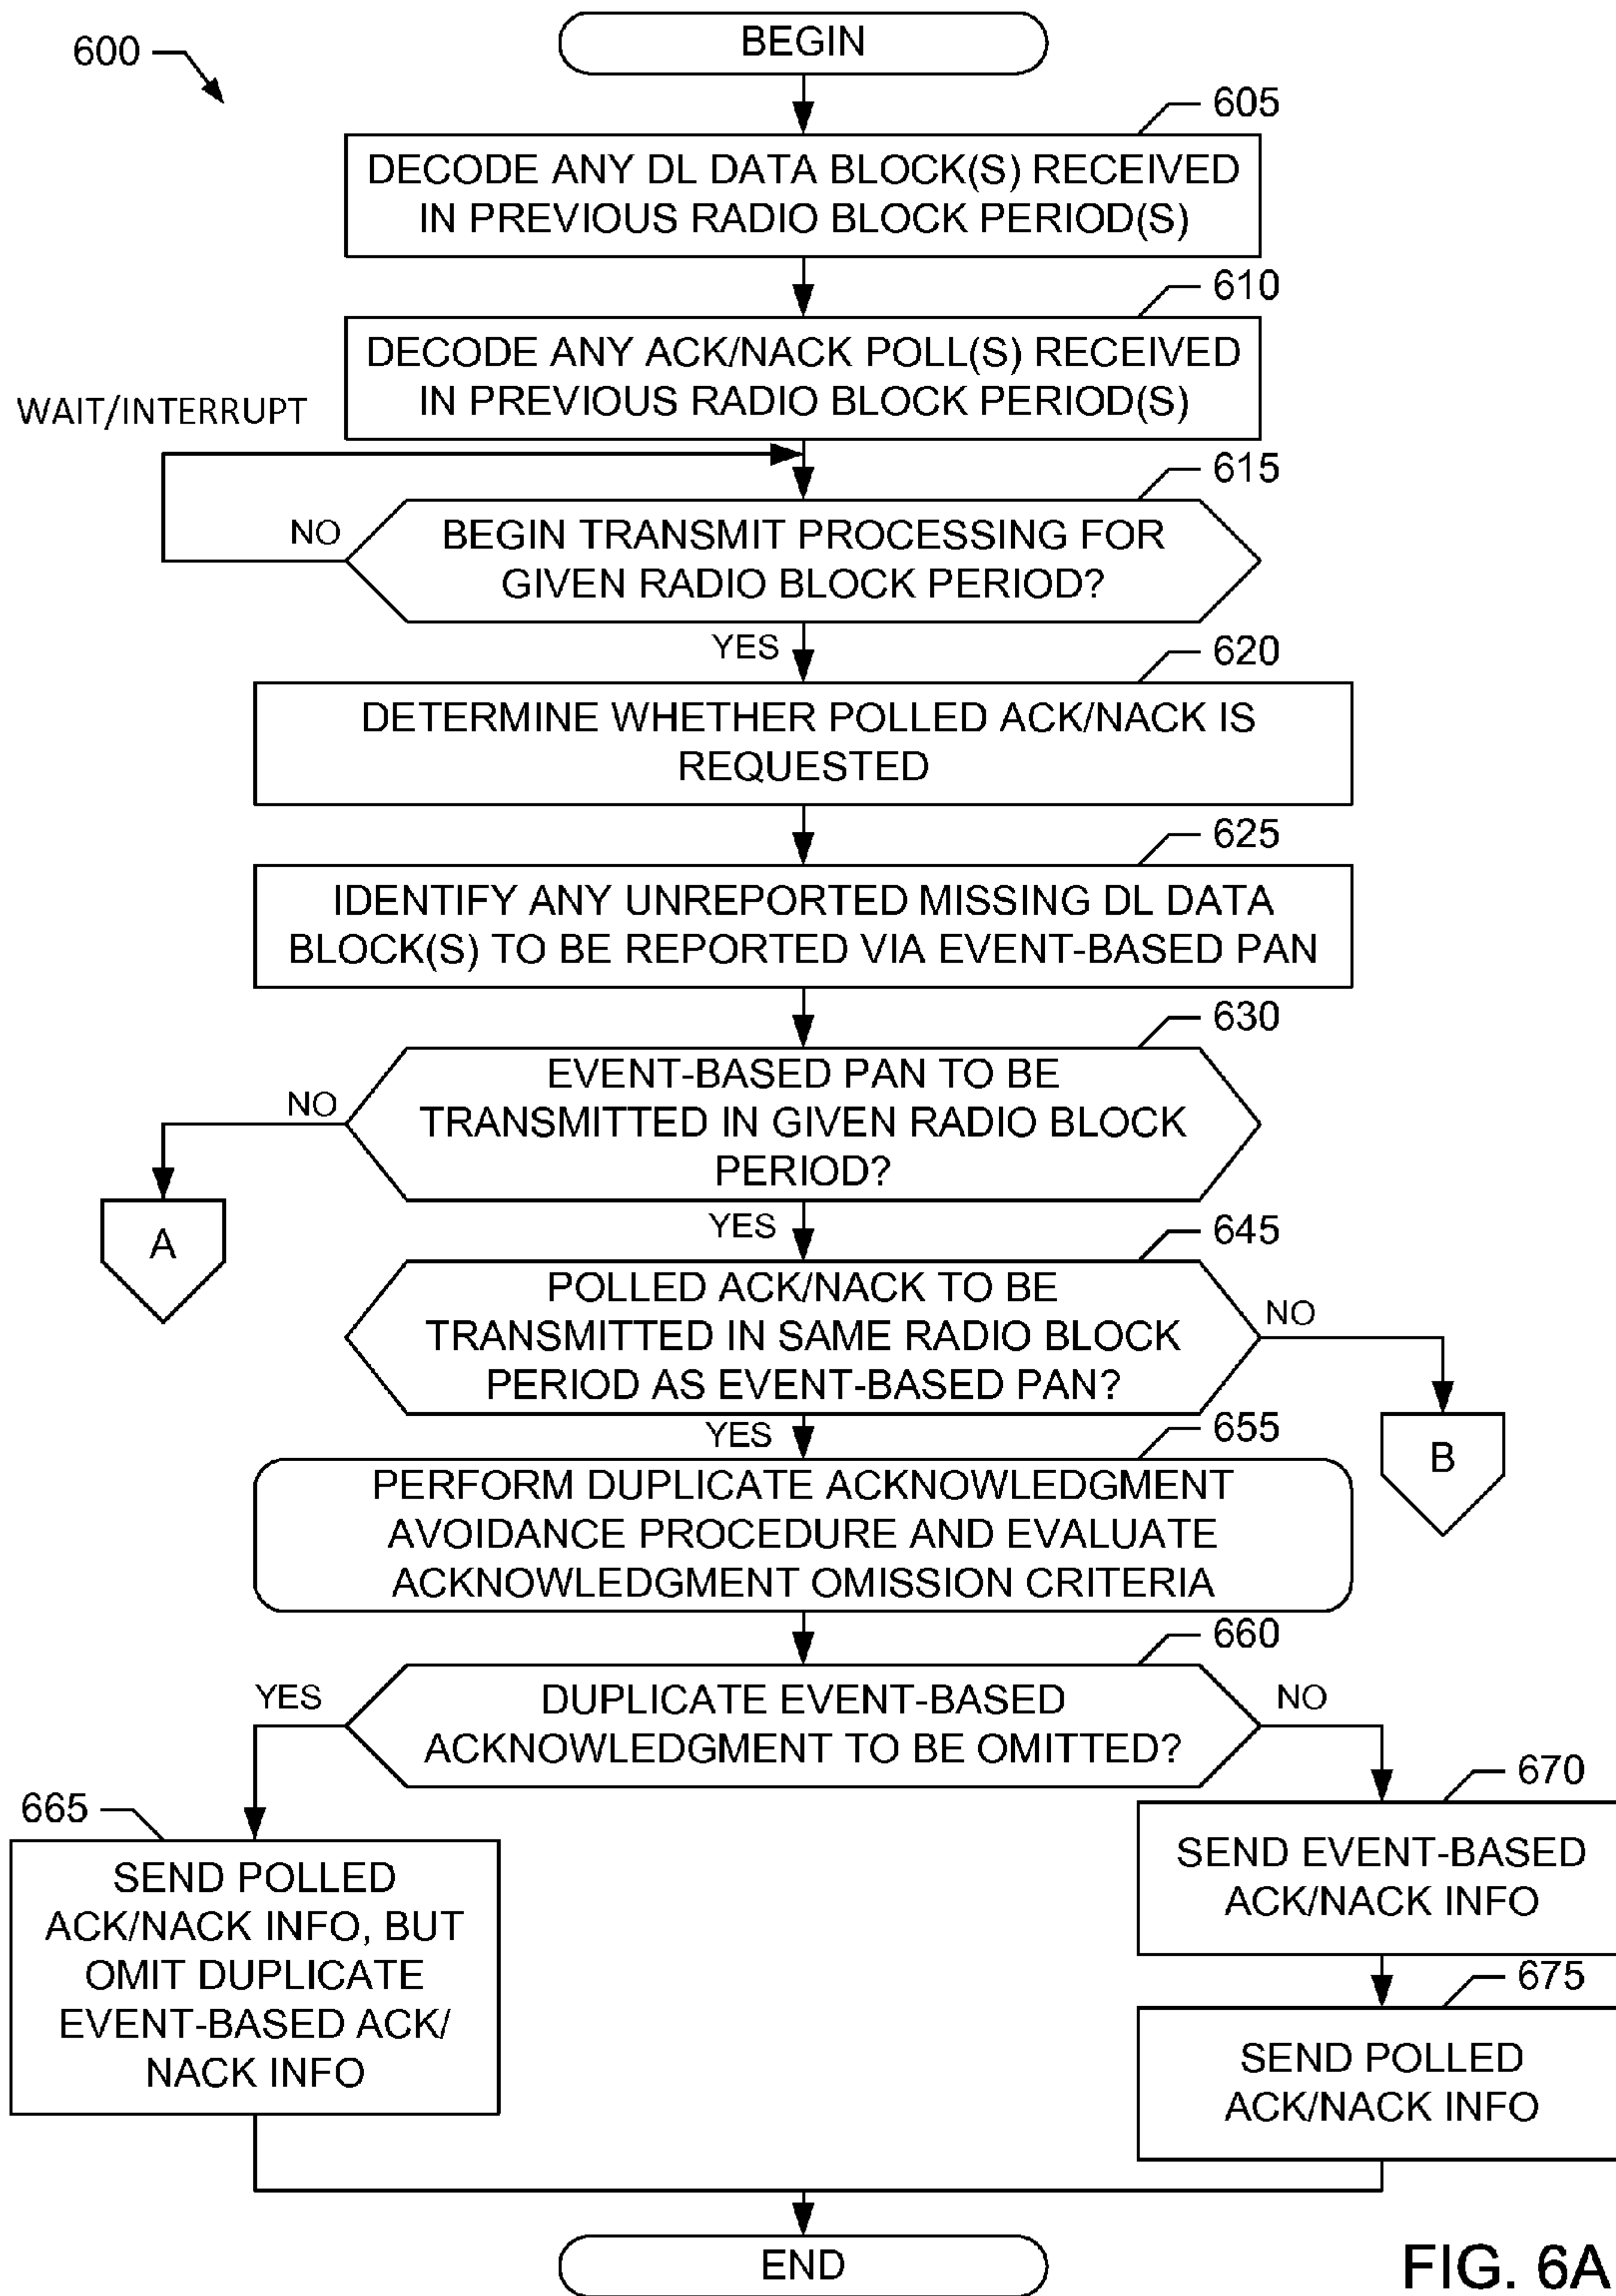 600
BEGIN
605
DECODE ANY DL DATA BLOCK(S) RECEIVED
IN PREVIOUS RADIO BLOCK PERIOD(S)
610
DECODE ANY ACK/NACK POLL(S) RECEIVED
IN PREVIOUS RADIO BLOCK PERIOD(S)
WAIT/INTERRUPT
615
NO
BEGIN TRANSMIT PROCESSING FOR
GIVEN RADIO BLOCK PERIOD?
YES
620
DETERMINE WHETHER POLLED ACK/NACK IS
REQUESTED
625
IDENTIFY ANY UNREPORTED MISSING DL DATA
BLOCK(S) TO BE REPORTED VIA EVENT-BASED PAN
630
NO
EVENT-BASED PAN TO BE
TRANSMITTED IN GIVEN RADIO BLOCK
PERIOD?
A
YES
645
POLLED ACK/NACK TO BE
TRANSMITTED IN SAME RADIO BLOCK
PERIOD AS EVENT-BASED PAN?
NO
B
YES
655
PERFORM DUPLICATE ACKNOWLEDGMENT
AVOIDANCE PROCEDURE AND EVALUATE
ACKNOWLEDGMENT OMISSION CRITERIA
660
YES
DUPLICATE EVENT-BASED
ACKNOWLEDGMENT TO BE OMITTED?
NO
665
SEND POLLED
ACK/NACK INFO, BUT
OMIT DUPLICATE
EVENT-BASED ACK/
NACK INFO
670
SEND EVENT-BASED
ACK/NACK INFO
675
SEND POLLED
ACK/NACK INFO
END
FIG. 6A